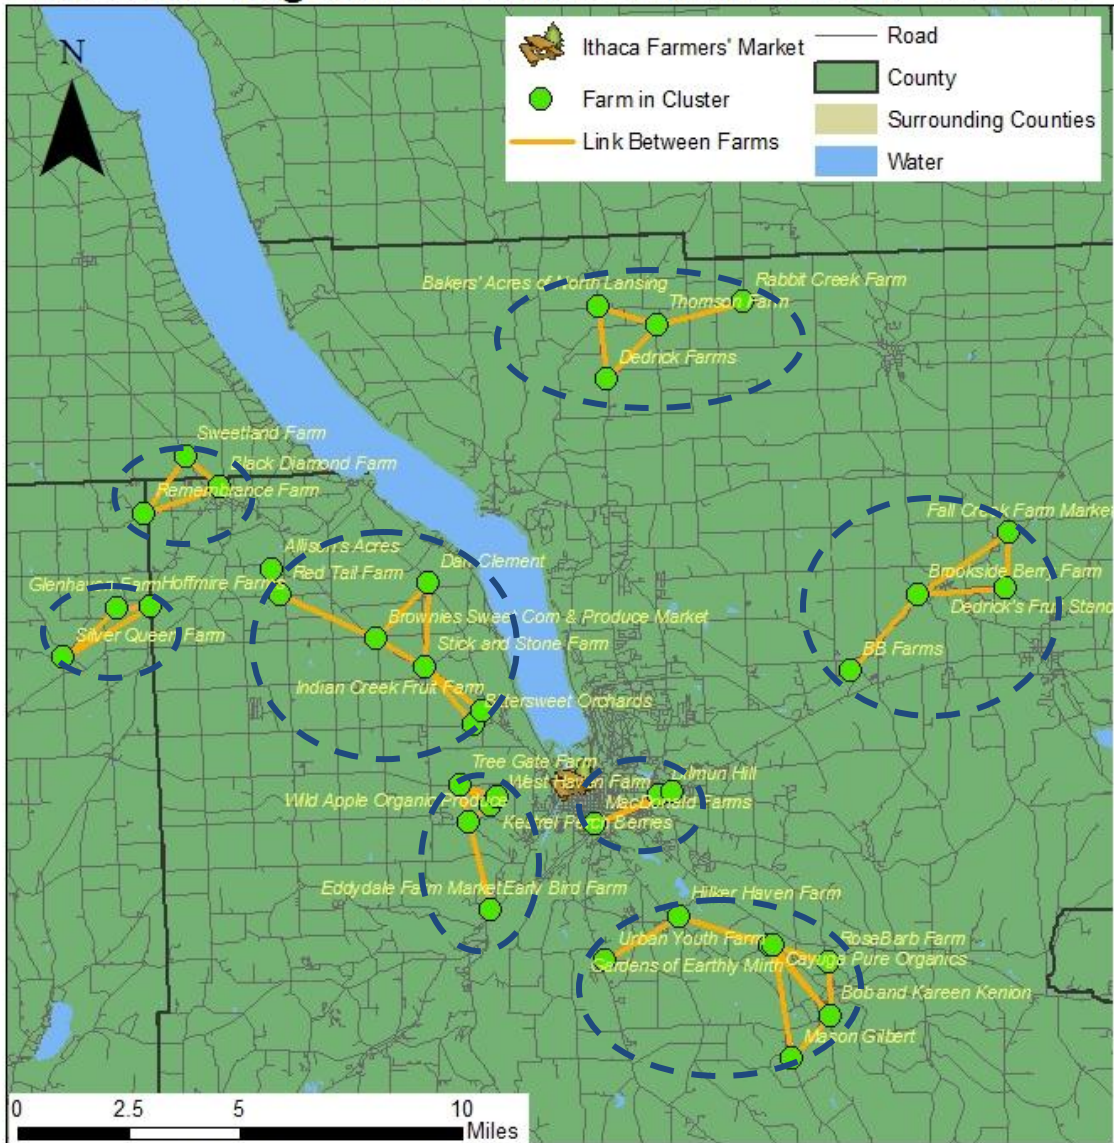 N
Ithaca Farmers' Market
Farm in Cluster
Link Between Farms
Road
County
Surrounding Counties
Water
Rabbit Creek Farm
Bakers' Acres of North Lansing
Thomson Farm
Dedrick Farms
Sweetland Farm
Black Diamond Farm
Remembrance Farm
Fall Creek Farm Market
Allison's Acres
Dan Clement
Red Tail Farm
Brookside Berry Farm
Glenhaven Farm
Hoffmire Farms
Dedrick's Fruit Stand
Brownies Sweet Corn & Produce Market
Silver Queen Farm
Stick and Stone Farm
BB Farms
Indian Creek Fruit Farm
Bittersweet Orchards
Tree Gate Farm
West Haven Farm
Dilmun Hill
Wild Apple Organic Produce
MacDonald Farms
Kestrel Perch Berries
Eddydale Farm Market
Early Bird Farm
Hilker Haven Farm
Urban Youth Farm
RoseBarb Farm
Gardens of Earthly Mirth
Cayuga Pure Organics
Bob and Kareen Kenion
Mason Gilbert
0 2.5 5 10
Miles